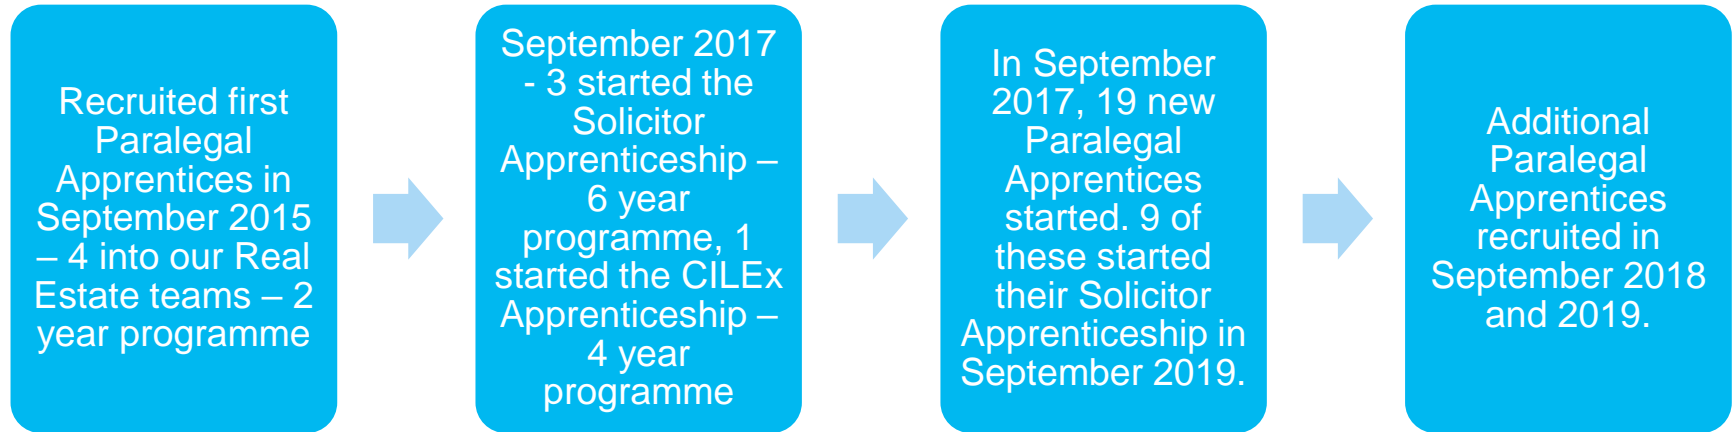 Recruited first
Paralegal
Apprentices in
September 2015
– 4 into our Real
Estate teams – 2
year programme
September 2017
- 3 started the
Solicitor
Apprenticeship –
6 year
programme, 1
started the CILEx
Apprenticeship –
4 year
programme
In September
2017, 19 new
Paralegal
Apprentices
started. 9 of
these started
their Solicitor
Apprenticeship in
September 2019.
Additional
Paralegal
Apprentices
recruited in
September 2018
and 2019.